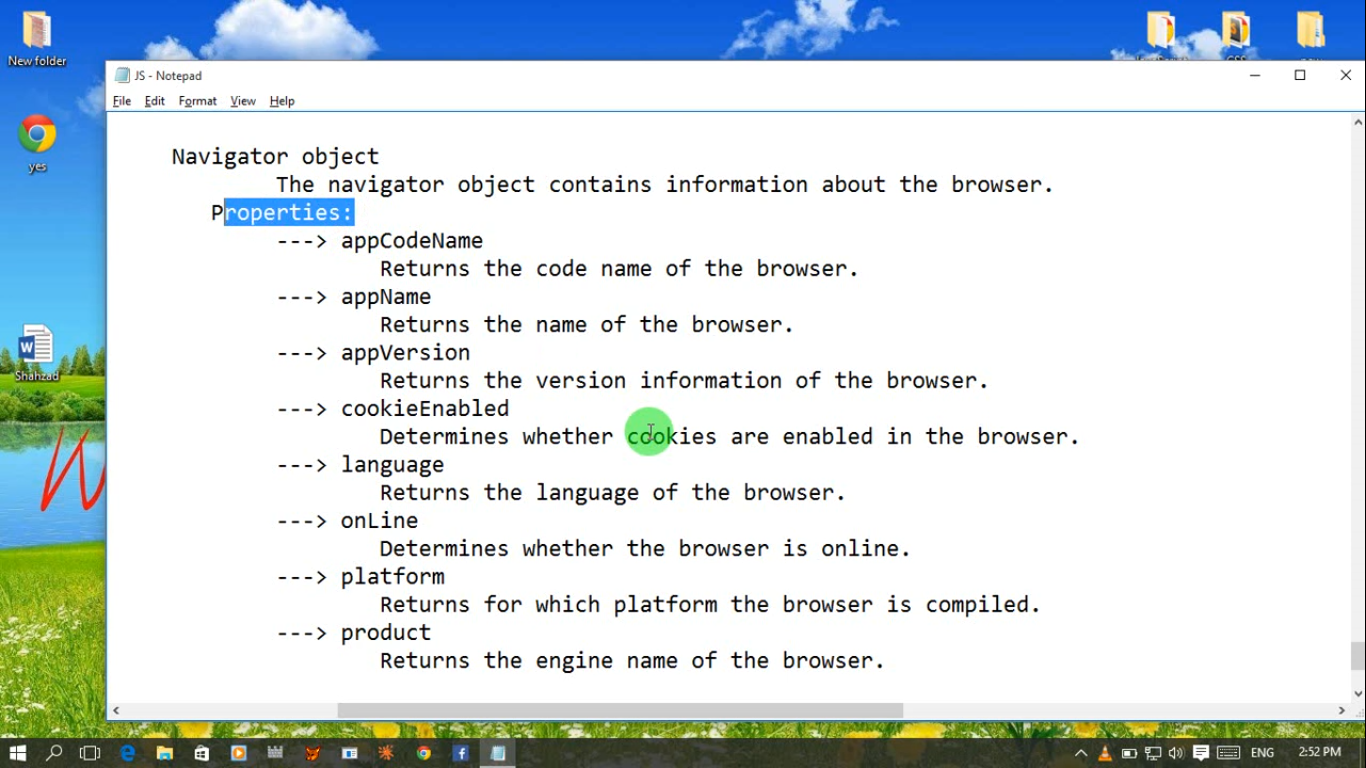 New folder
yes
Shahzad
JS - Notepad
File Edit Format View Help
Navigator object
The navigator object contains information about the browser.
Properties:
---> appCodeName
Returns the code name of the browser.
---> appName
Returns the name of the browser.
---> appVersion
Returns the version information of the browser.
---> cookieEnabled
Determines whether cookies are enabled in the browser.
---> language
Returns the language of the browser.
---> onLine
Determines whether the browser is online.
---> platform
Returns for which platform the browser is compiled.
---> product
Returns the engine name of the browser.
ENG 2:52 PM